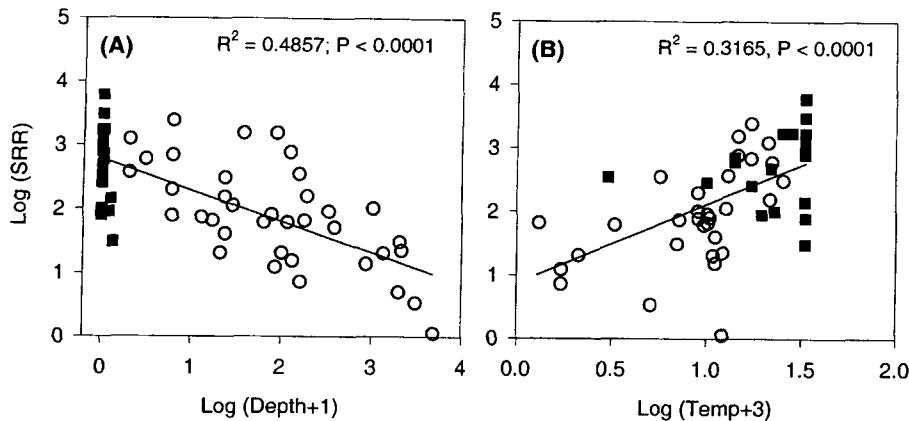 (A)
R² = 0.4857; P < 0.0001
5
4
3
2
1
0
Log (SRR)
0 1 2 3 4
Log (Depth+1)
(B)
R² = 0.3165, P < 0.0001
5
4
3
2
1
0
0.0 0.5 1.0 1.5 2.0
Log (Temp+3)